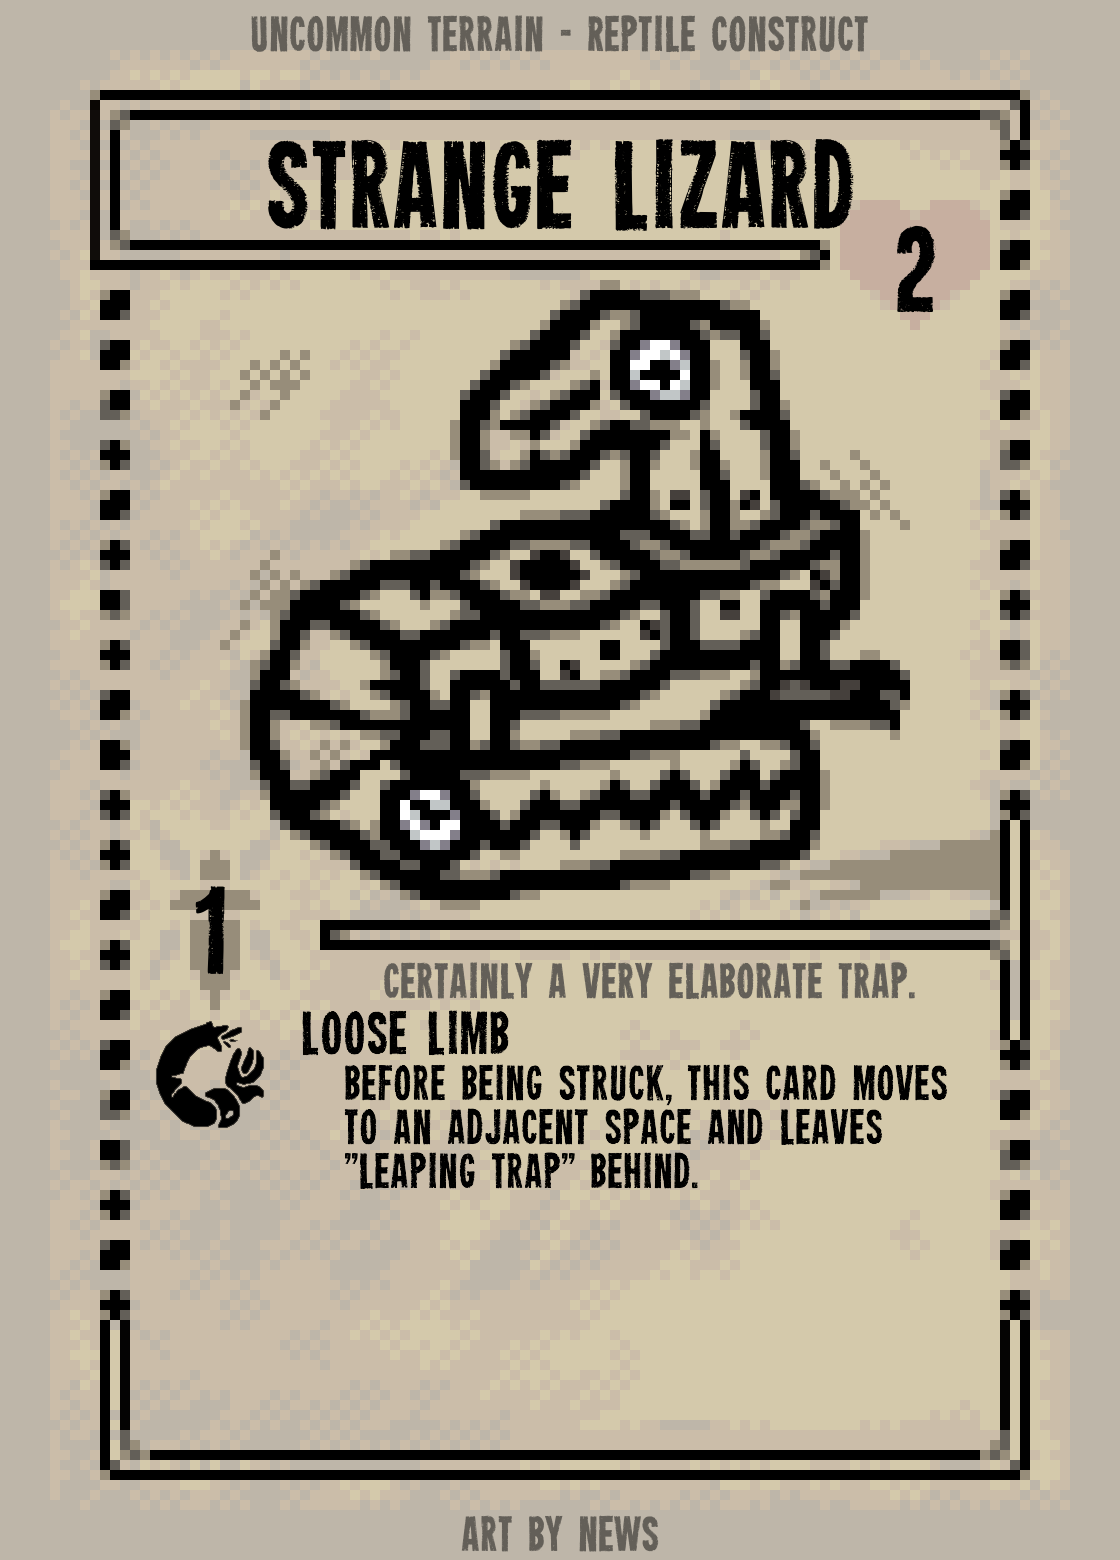 UNCOMMON TERRAIN - REPTILE CONSTRUCT
STRANGE LIZARD
2
1
CERTAINLY A VERY ELABORATE TRAP.
LOOSE LIMB
BEFORE BEING STRUCK, THIS CARD MOVES
TO AN ADJACENT SPACE AND LEAVES
"LEAPING TRAP" BEHIND.
ART BY NEWS